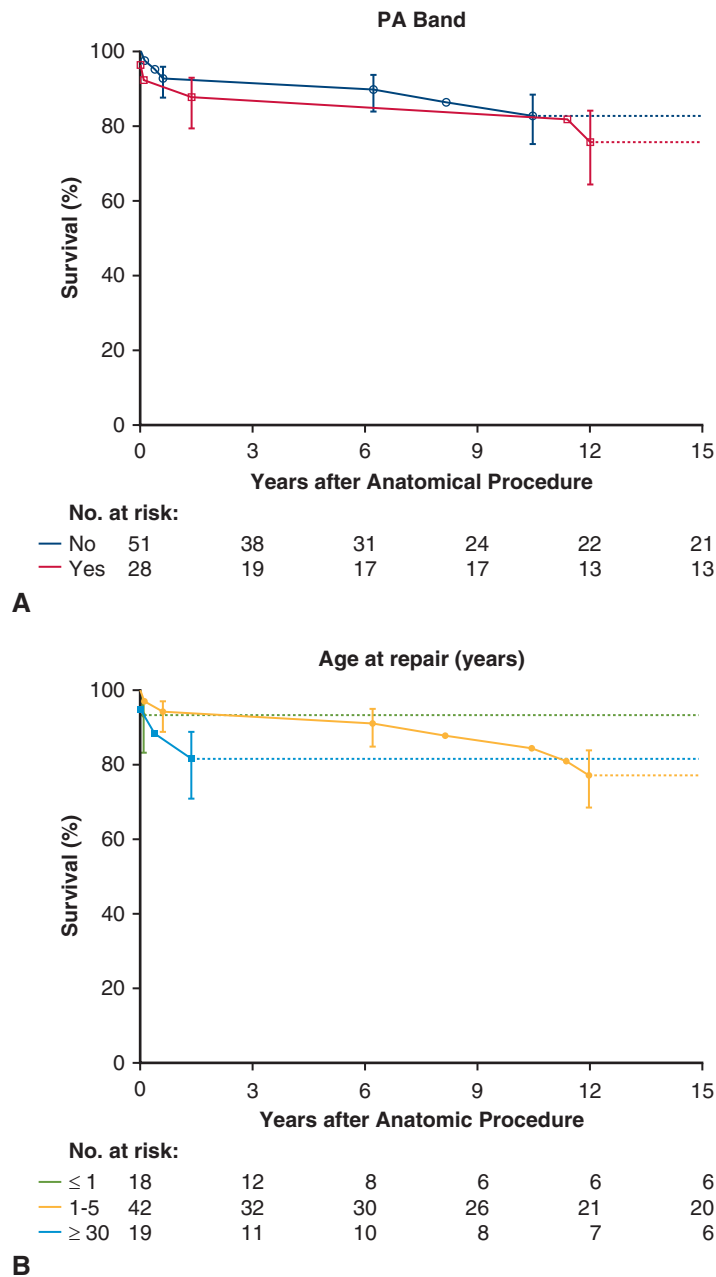 PA Band
100
80
60
40
20
0
Survival (%)
0 3 6 9 12 15
Years after Anatomical Procedure
No. at risk:
No 51 38 31 24 22 21
Yes 28 19 17 17 13 13
A
Age at repair (years)
100
80
60
40
20
0
Survival (%)
0 3 6 9 12 15
Years after Anatomic Procedure
No. at risk:
≤ 1 18 12 8 6 6 6
1-5 42 32 30 26 21 20
≥ 30 19 11 10 8 7 6
B